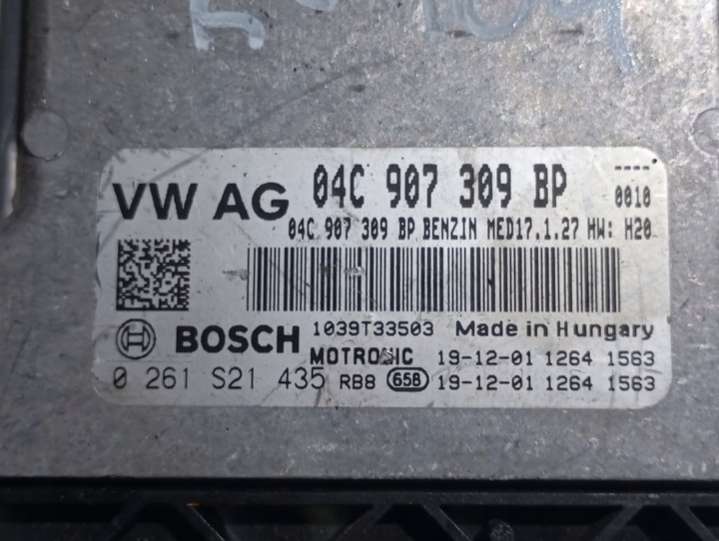 VW AG 04C 907 309 BP ----
0010
04C 907 309 BP BENZIN MED17.1.27 HW: H20
BOSCH 1039T33503 Made in Hungary
MOTRONIC 19-12-01 1264 1563
0 261 S21 435 RB8 658 19-12-01 1264 1563